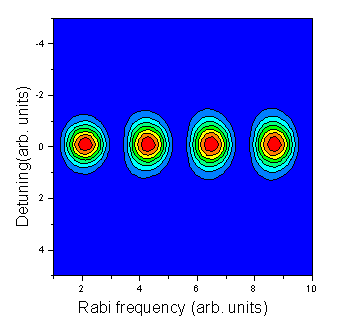 -4
-2
0
2
4
2 4 6 8 10
Detuning(arb. units)
Rabi frequency (arb. units)